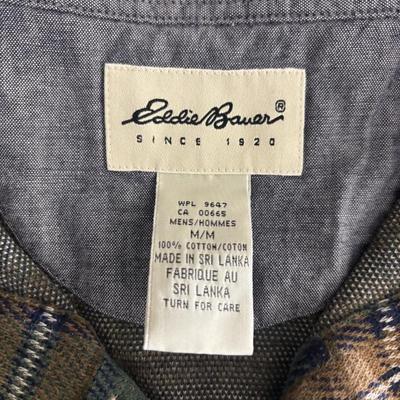 Eddie Bauer®
SINCE 1920
WPL 9647
CA 00665
MENS/HOMMES
M/M
100% COTTON/COTON
MADE IN SRI LANKA
FABRIQUE AU
SRI LANKA
TURN FOR CARE